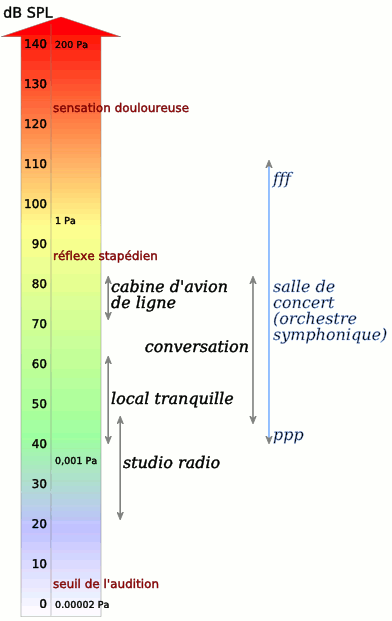 dB SPL
140 200 Pa
130
sensation douloureuse
120
110
fff
100
1 Pa
90
réflexe stapédien
80
cabine d'avion
de ligne
salle de
concert
(orchestre
symphonique)
70
conversation
60
local tranquille
50
40
ppp
0,001 Pa
studio radio
30
20
10
seuil de l'audition
0 0.00002 Pa